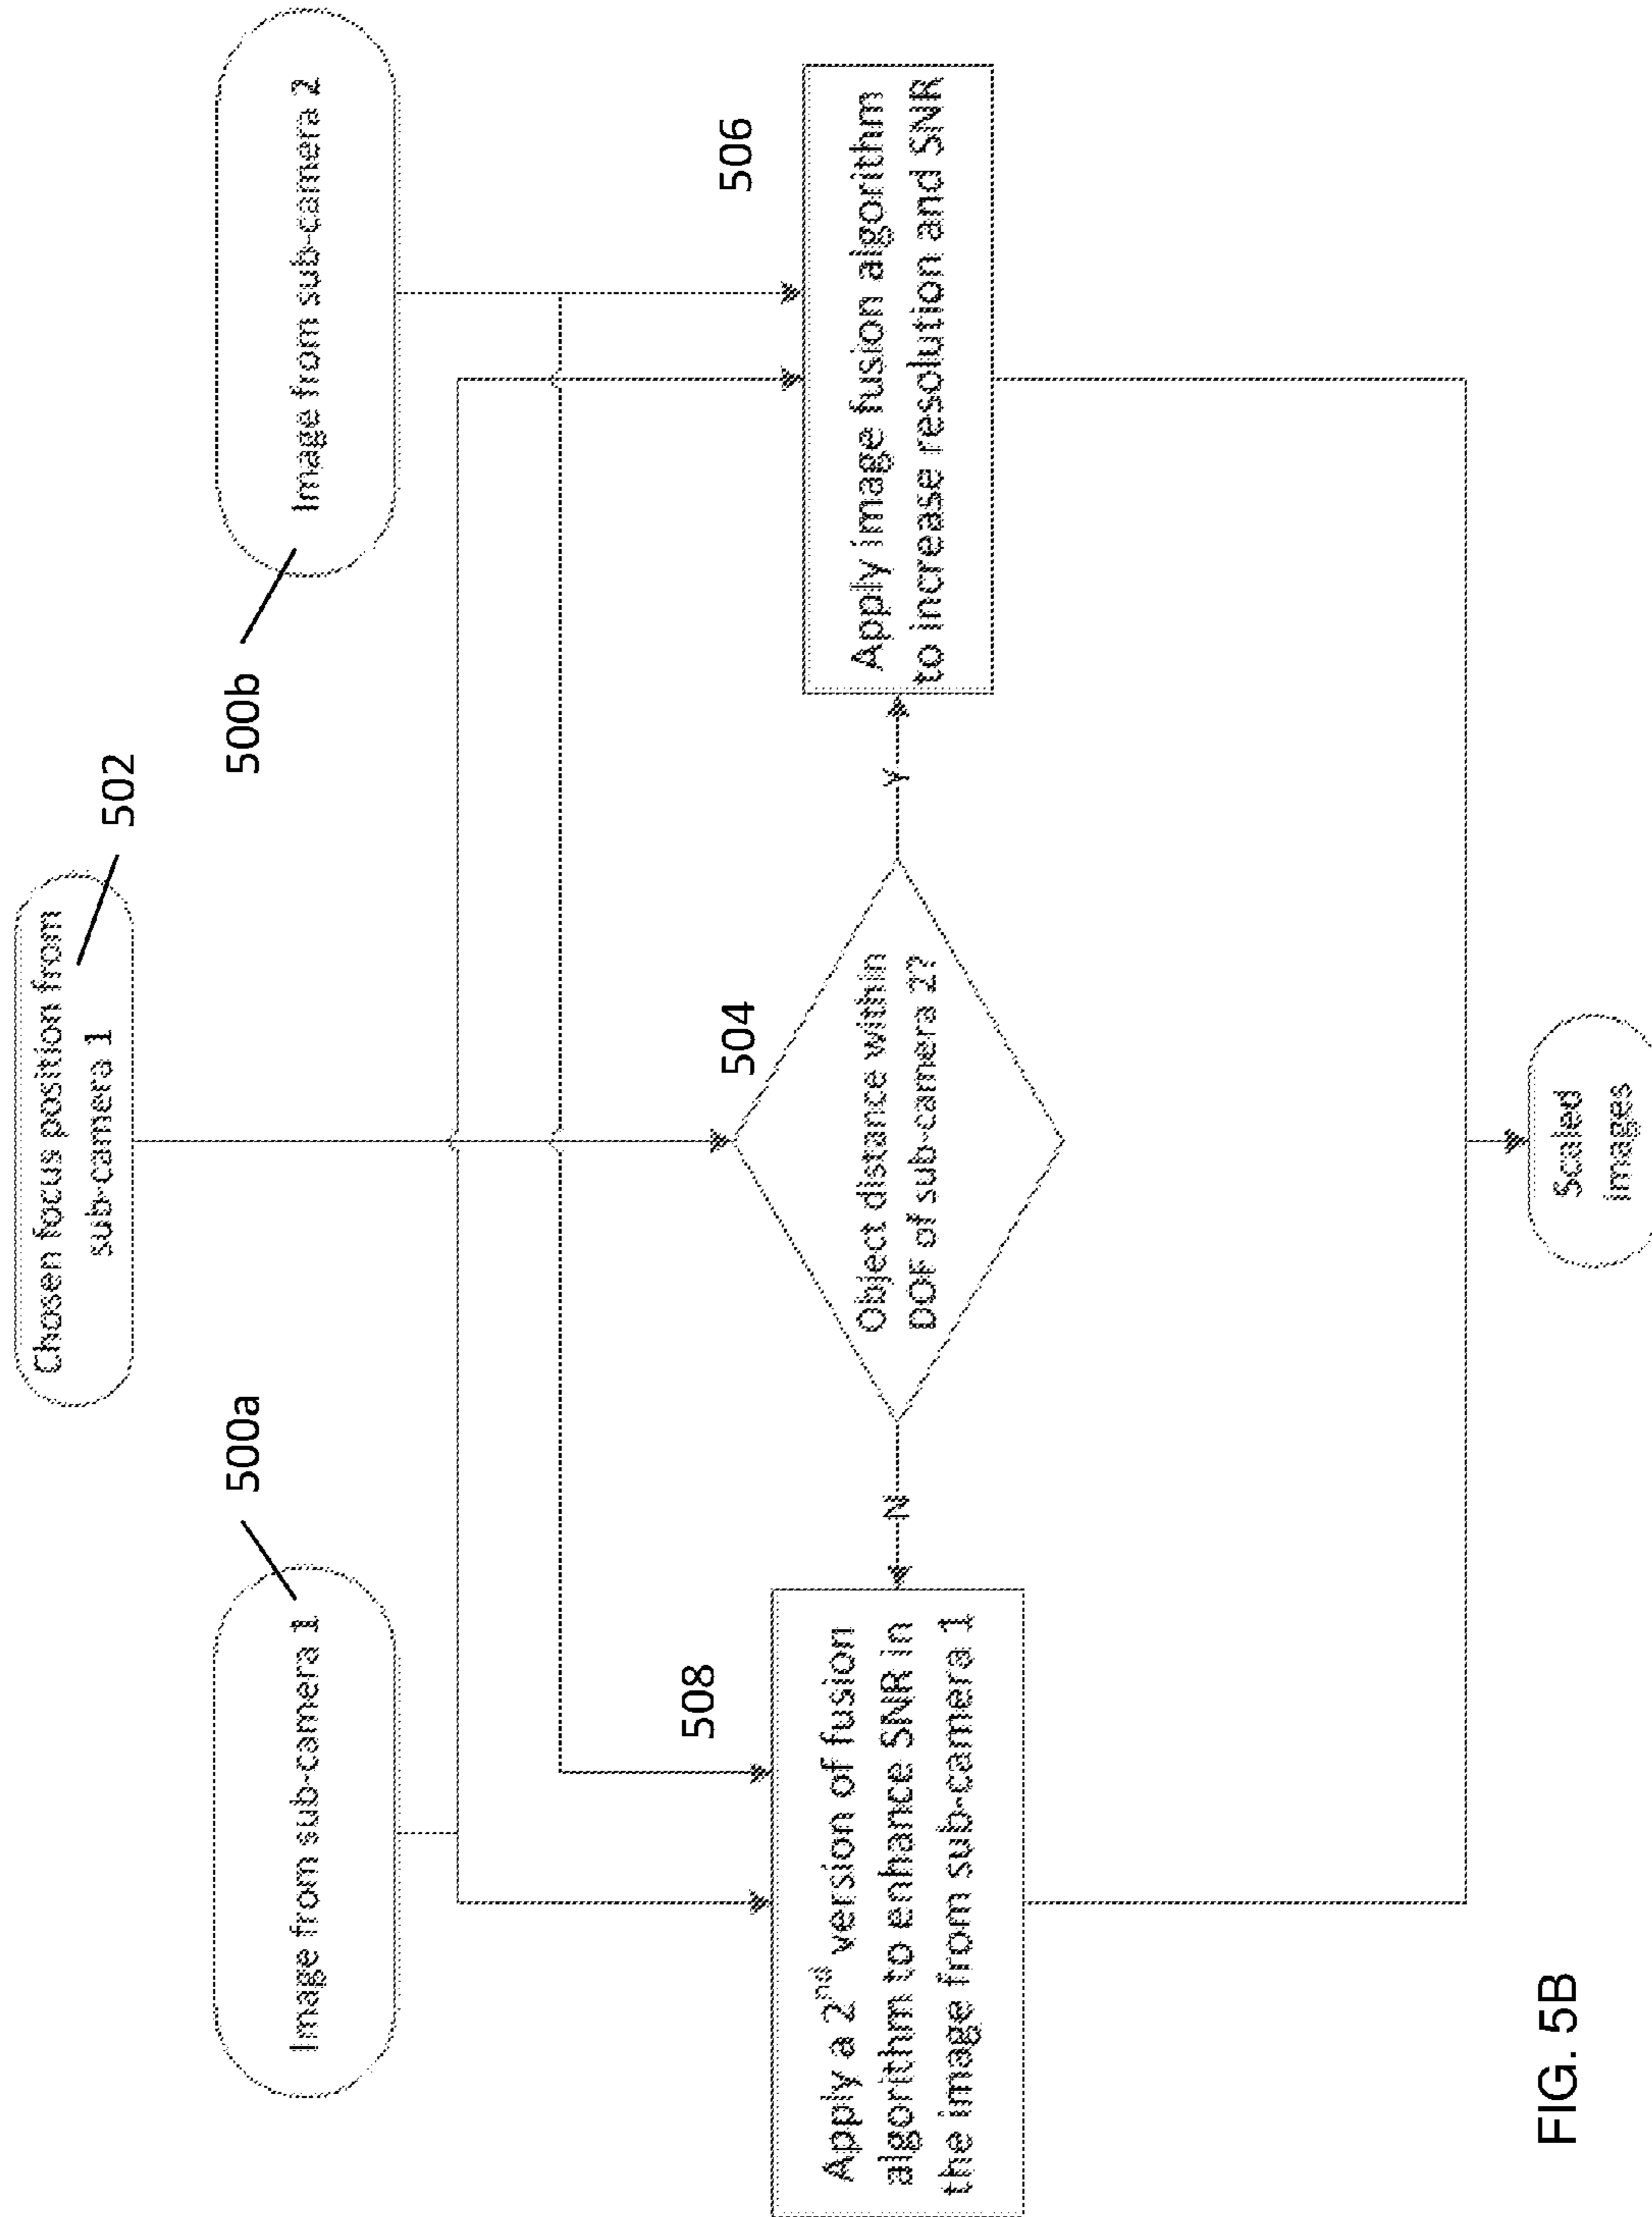 Chosen focus position from
sub-camera 1
502
Image from sub-camera 1
500a
Image from sub-camera 2
500b
504
Object distance within
DOF of sub-camera 2?
N
Y
508
Apply a 2nd version of fusion
algorithm to enhance SNR in
the image from sub-camera 1
506
Apply image fusion algorithm
to increase resolution and SNR
Scaled
images
FIG. 5B